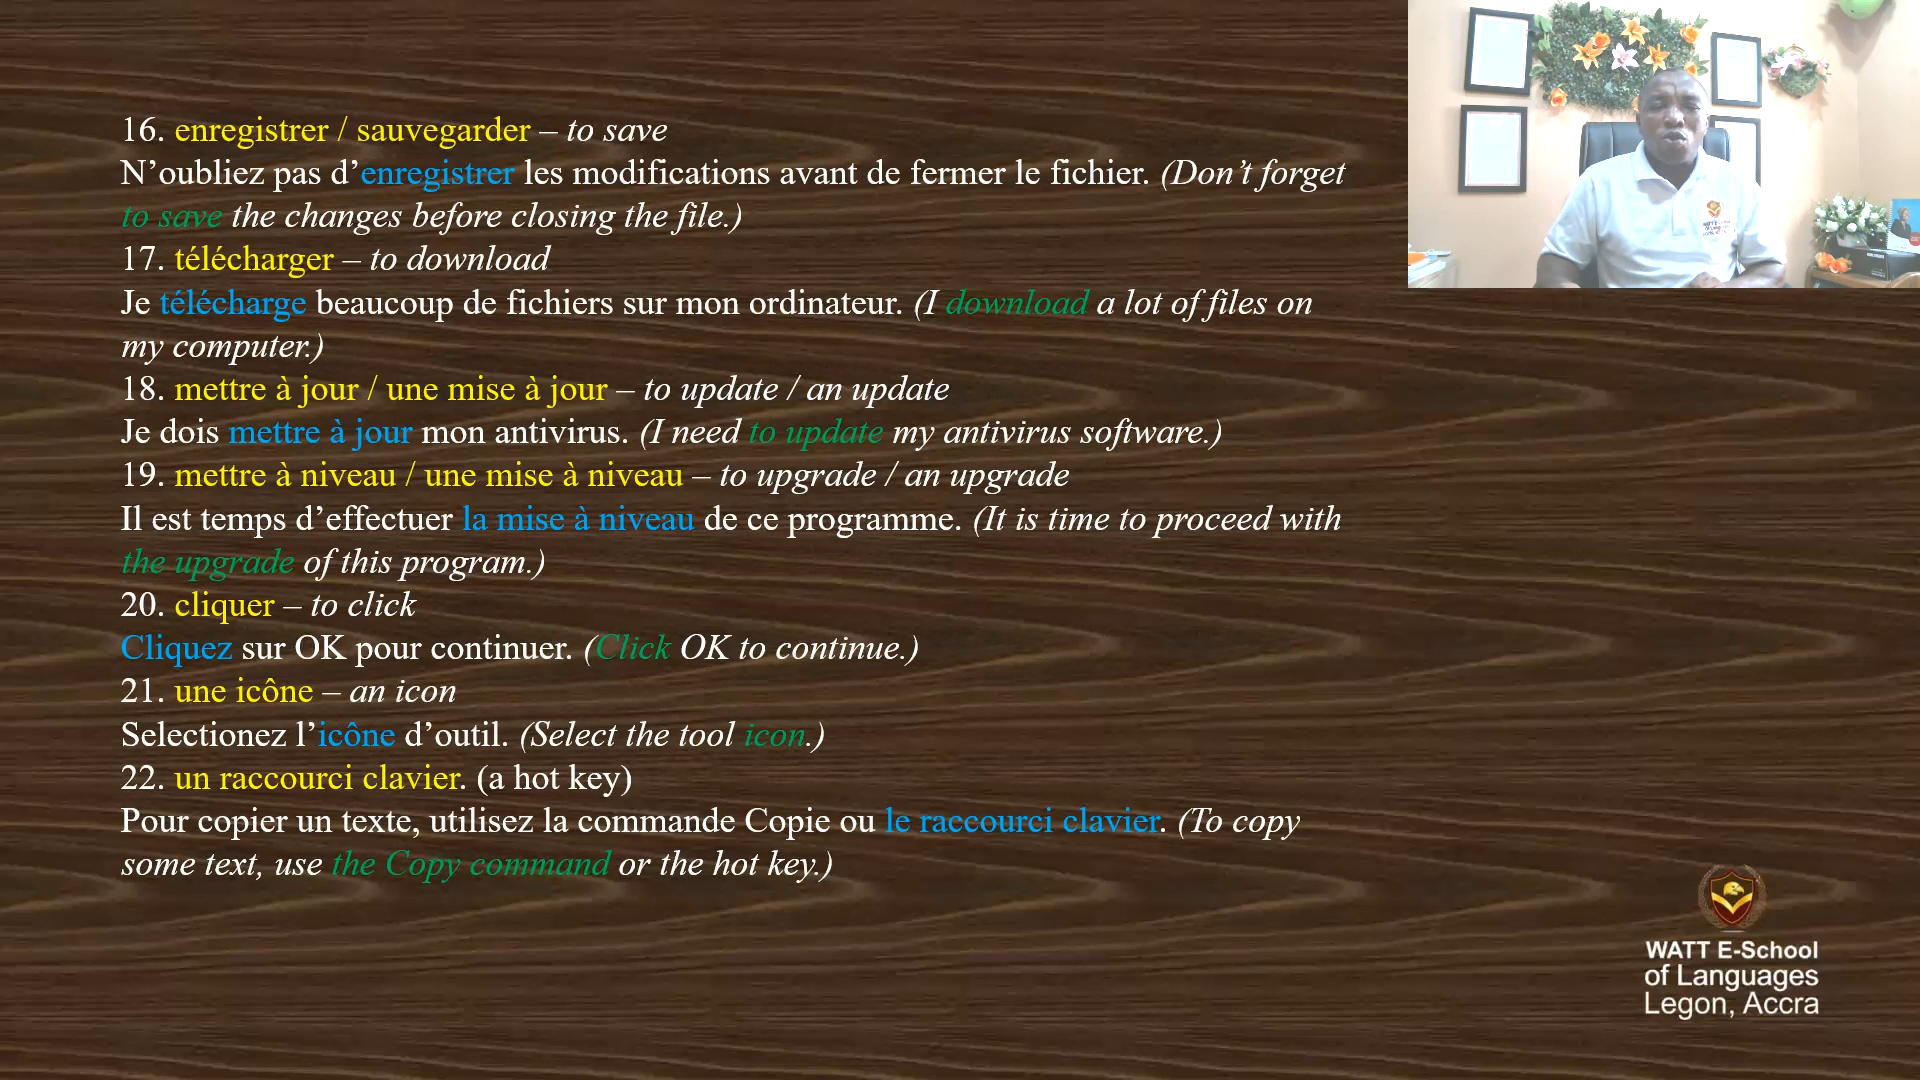 16. enregistrer / sauvegarder – to save
N’oubliez pas d’enregistrer les modifications avant de fermer le fichier. (Don’t forget
to save the changes before closing the file.)
17. télécharger – to download
Je télécharge beaucoup de fichiers sur mon ordinateur. (I download a lot of files on
my computer.)
18. mettre à jour / une mise à jour – to update / an update
Je dois mettre à jour mon antivirus. (I need to update my antivirus software.)
19. mettre à niveau / une mise à niveau – to upgrade / an upgrade
Il est temps d’effectuer la mise à niveau de ce programme. (It is time to proceed with
the upgrade of this program.)
20. cliquer – to click
Cliquez sur OK pour continuer. (Click OK to continue.)
21. une icône – an icon
Selectionez l’icône d’outil. (Select the tool icon.)
22. un raccourci clavier. (a hot key)
Pour copier un texte, utilisez la commande Copie ou le raccourci clavier. (To copy
some text, use the Copy command or the hot key.)
WATT E-School
of Languages
Legon, Accra